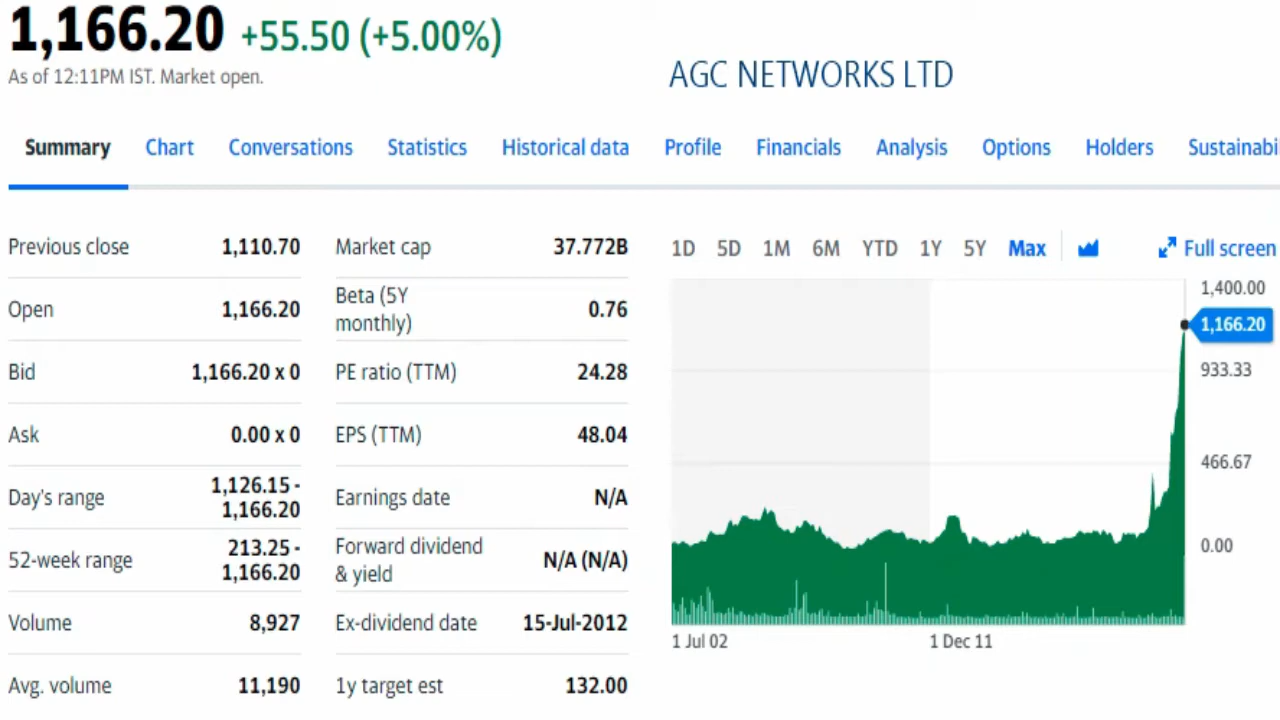 1,166.20 +55.50 (+5.00%)
As of 12:11PM IST. Market open.
AGC NETWORKS LTD
Summary Chart Conversations Statistics Historical data Profile Financials Analysis Options Holders Sustainabi
Previous close 1,110.70
Open 1,166.20
Bid 1,166.20 x 0
Ask 0.00 x 0
Day's range 1,126.15 -
1,166.20
52-week range 213.25 -
1,166.20
Volume 8,927
Avg. volume 11,190
Market cap 37.772B
Beta (5Y
monthly) 0.76
PE ratio (TTM) 24.28
EPS (TTM) 48.04
Earnings date N/A
Forward dividend
& yield N/A (N/A)
Ex-dividend date 15-Jul-2012
1y target est 132.00
1D 5D 1M 6M YTD 1Y 5Y Max Full screen
1,400.00
1,166.20
933.33
466.67
0.00
1 Jul 02 1 Dec 11